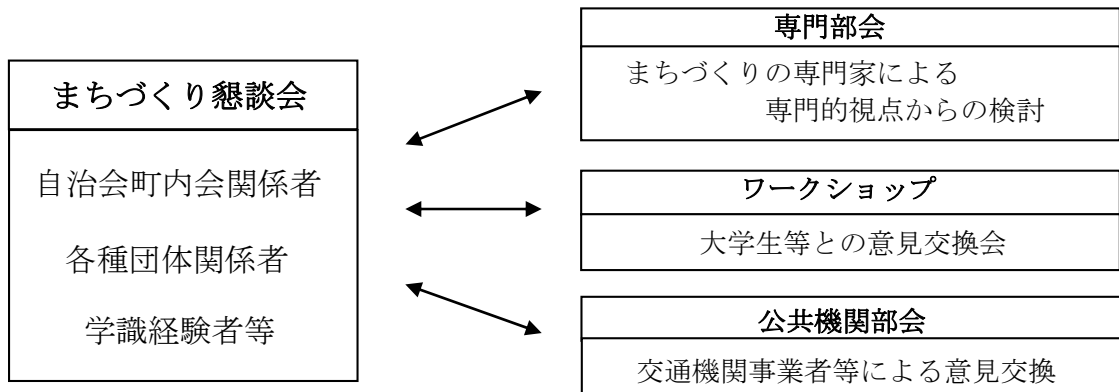 まちづくり懇談会
自治会町内会関係者
各種団体関係者
学識経験者等
専門部会
まちづくりの専門家による
専門的視点からの検討
ワークショップ
大学生等との意見交換会
公共機関部会
交通機関事業者等による意見交換